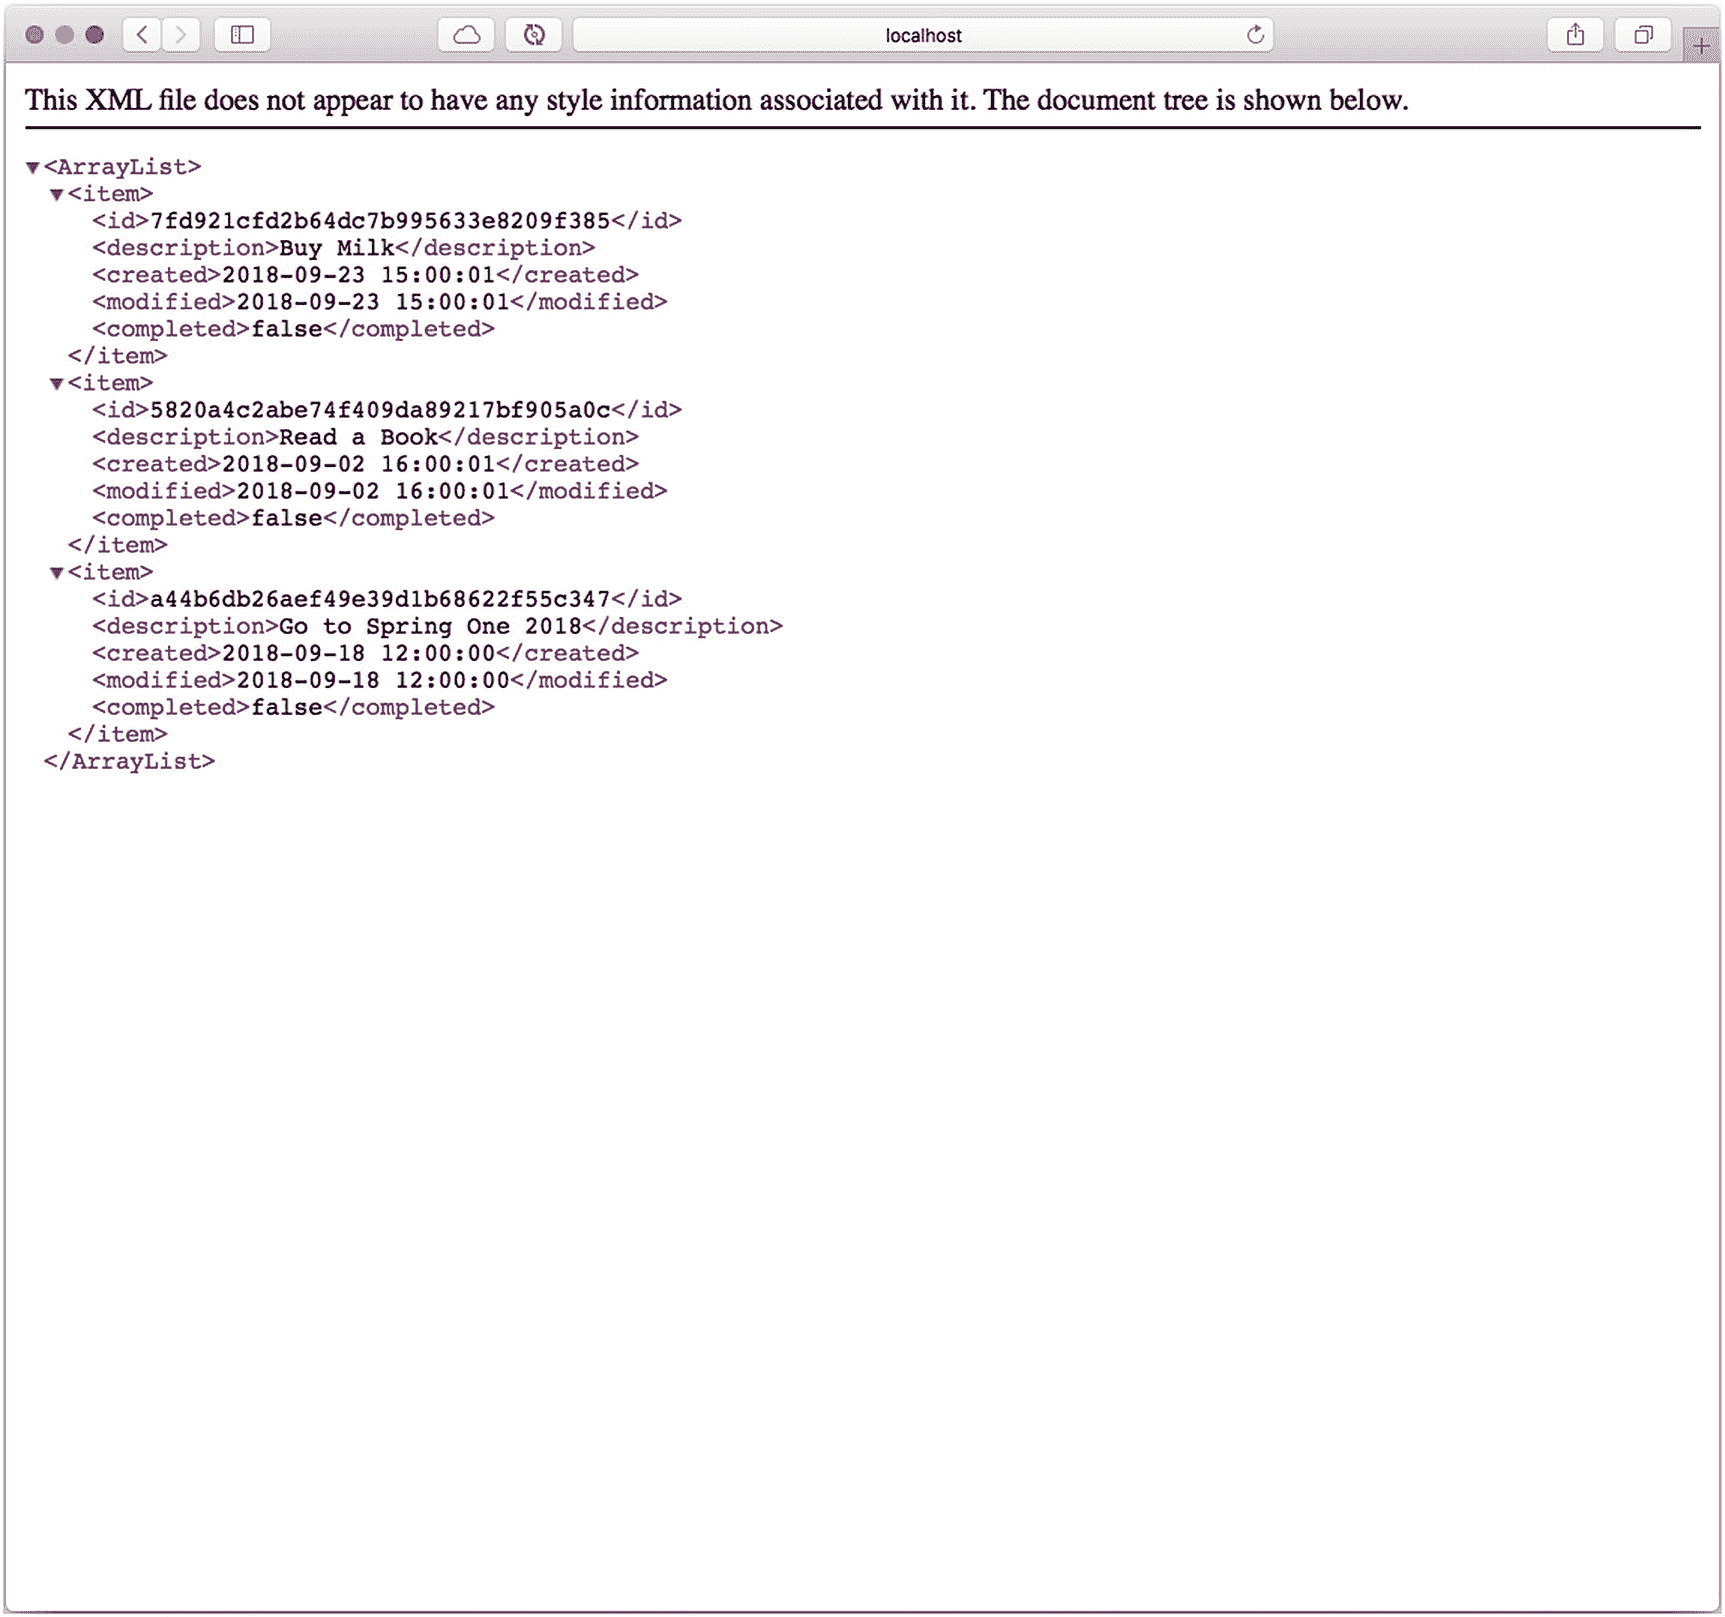 localhost
This XML file does not appear to have any style information associated with it. The document tree is shown below.
▼<ArrayList>
▼<item>
<id>7fd921cfd2b64dc7b995633e8209f385</id>
<description>Buy Milk</description>
<created>2018-09-23 15:00:01</created>
<modified>2018-09-23 15:00:01</modified>
<completed>false</completed>
</item>
▼<item>
<id>5820a4c2abe74f409da89217bf905a0c</id>
<description>Read a Book</description>
<created>2018-09-02 16:00:01</created>
<modified>2018-09-02 16:00:01</modified>
<completed>false</completed>
</item>
▼<item>
<id>a44b6db26aef49e39d1b68622f55c347</id>
<description>Go to Spring One 2018</description>
<created>2018-09-18 12:00:00</created>
<modified>2018-09-18 12:00:00</modified>
<completed>false</completed>
</item>
</ArrayList>